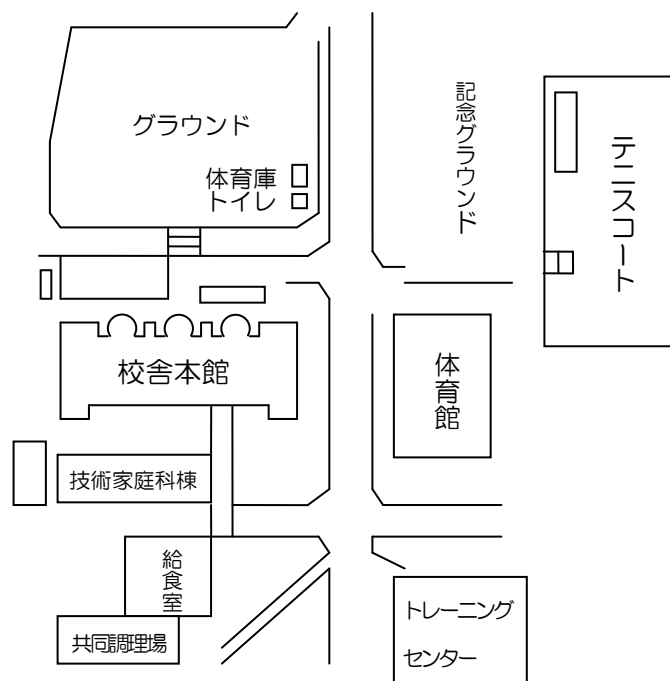 グラウンド
記念グラウンド
テニスコート
体育庫
トイレ
校舎本館
体育館
技術家庭科棟
給食室
トレーニング
センター
共同調理場